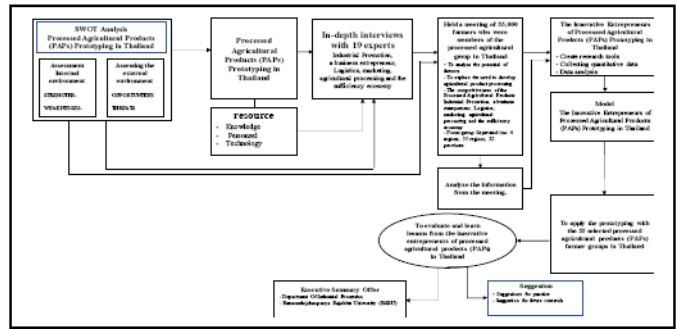 SWOT Analysis
Processed Agricultural Products
(PAPs) Prototyping in Thailand
Assessment
Internal
environment
STRENGTHS
WEAKNESSES
Assessing the
external
environment
OPPORTUNITIES
THREATS
Processed
Agricultural
Products (PAPs)
Prototyping in
Thailand
resource
- Knowledge
- Personnel
- Technology
In-depth interviews
with 19 experts
Industrial Promotion,
a business entrepreneur,
Logistics, marketing,
agricultural processing and the
sufficiency economy
Held a meeting of 55,000
farmers who were
members of the
processed agricultural
group in Thailand
- To analyze the potential of
farmers
- To explore the need to develop
agricultural product processing
- The competitiveness of the
Processed Agricultural Products
Industrial Promotion, a business
entrepreneur, Logistics,
marketing, agricultural
processing and the sufficiency
economy
Analyze the information
from the meeting.
The Innovative Entrepreneurs
of Processed Agricultural
Products (PAPs) Prototyping in
Thailand
- Create research tools
- Collecting quantitative data
- Data analysis
Model
The Innovative Entrepreneurs of
Processed Agricultural Products
(PAPs) Prototyping in Thailand
To apply the prototyping with
the 55 selected processed
agricultural products (PAPs)
farmer groups in Thailand
To evaluate and learn
lessons from the innovative
entrepreneurs of processed
agricultural products (PAPs)
in Thailand
Executive Summary Offer
- Department Of Industrial Promotion
Suggestion
- Suggestions for practice
- Suggestion for future research